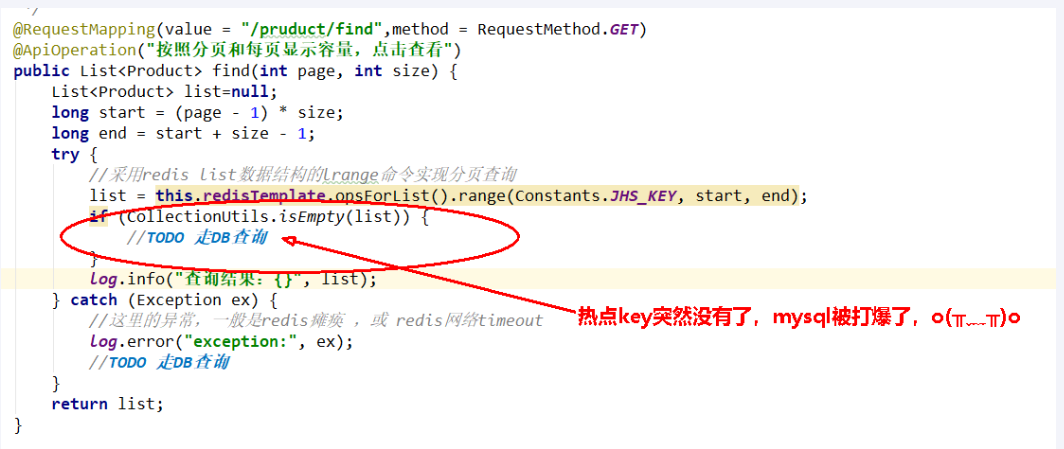 */
@RequestMapping(value = "/pruduct/find",method = RequestMethod.GET)
@ApiOperation("按照分页和每页显示容量，点击查看")
public List<Product> find(int page, int size) {
List<Product> list=null;
long start = (page - 1) * size;
long end = start + size - 1;
try {
//采用redis list数据结构的lrange命令实现分页查询
list = this.redisTemplate.opsForList().range(Constants.JHS_KEY, start, end);
if (CollectionUtils.isEmpty(list)) {
//TODO 走DB查询
}
log.info("查询结果：{}", list);
} catch (Exception ex) {
热点key突然没有了，mysql被打爆了，o(╥﹏╥)o
//这里的异常，一般是redis瘫痪 ，或 redis网络timeout
log.error("exception:", ex);
//TODO 走DB查询
}
return list;
}